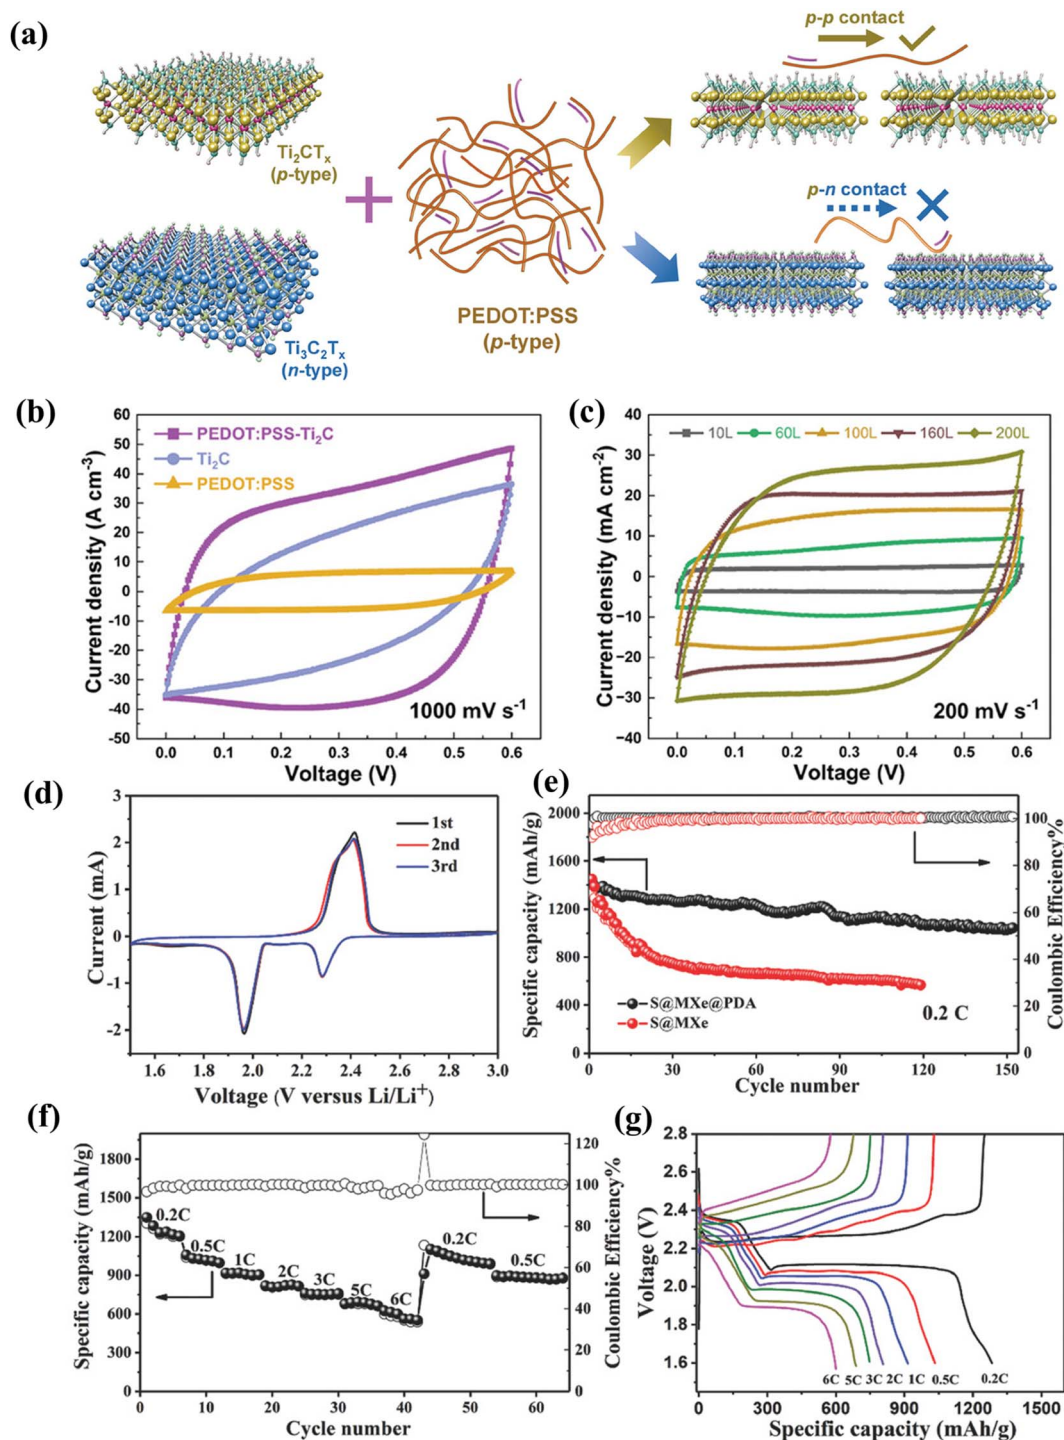 (a)
p-p contact
Ti₂CTₓ
(p-type)
p-n contact
PEDOT:PSS
(p-type)
Ti₃C₂Tₓ
(n-type)
(b)
60
50
40
30
20
10
0
-10
-20
-30
-40
-50
Current density (A cm⁻³)
PEDOT:PSS-Ti₂C
Ti₂C
PEDOT:PSS
1000 mV s⁻¹
0.0 0.1 0.2 0.3 0.4 0.5 0.6
Voltage (V)
(c)
40
30
20
10
0
−10
−20
−30
−40
Current density (mA cm⁻²)
10L 60L 100L 160L 200L
200 mV s⁻¹
0.0 0.1 0.2 0.3 0.4 0.5 0.6
Voltage (V)
(d)
3
2
1
0
-1
-2
Current (mA)
1st
2nd
3rd
1.6 1.8 2.0 2.2 2.4 2.6 2.8 3.0
Voltage (V versus Li/Li⁺)
(e)
2000
1600
1200
800
400
0
Specific capacity (mAh/g)
S@MXe@PDA
S@MXe
0.2 C
100
80
60
40
20
0
Coulombic Efficiency%
0 30 60 90 120 150
Cycle number
(f)
1800
1500
1200
900
600
300
0
Specific capacity (mAh/g)
0.2C
0.5C
1C
2C
3C
5C
6C
0.2C
0.5C
120
100
80
60
40
20
0
Coulombic Efficiency%
0 10 20 30 40 50 60
Cycle number
(g)
2.8
2.4
2.0
1.6
Voltage (V)
6C 5C 3C 2C 1C 0.5C 0.2C
0 300 600 900 1200 1500
Specific capacity (mAh/g)